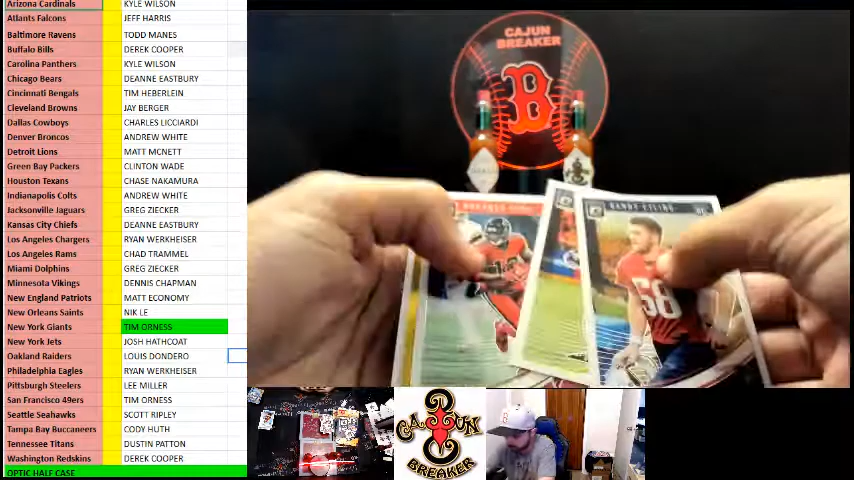 Arizona Cardinals KYLE WILSON
Atlants Falcons JEFF HARRIS
Baltimore Ravens TODD MANES
Buffalo Bills DEREK COOPER
Carolina Panthers KYLE WILSON
Chicago Bears DEANNE EASTBURY
Cincinnati Bengals TIM HEBERLEIN
Cleveland Browns JAY BERGER
Dallas Cowboys CHARLES LICCIARDI
Denver Broncos ANDREW WHITE
Detroit Lions MATT MCNETT
Green Bay Packers CLINTON WADE
Houston Texans CHASE NAKAMURA
Indianapolis Colts ANDREW WHITE
Jacksonville Jaguars GREG ZIECKER
Kansas City Chiefs DEANNE EASTBURY
Los Angeles Chargers RYAN WERKHEISER
Los Angeles Rams CHAD TRAMMEL
Miami Dolphins GREG ZIECKER
Minnesota Vikings DENNIS CHAPMAN
New England Patriots MATT ECONOMY
New Orleans Saints NIK LE
New York Giants TIM ORNESS
New York Jets JOSH HATHCOAT
Oakland Raiders LOUIS DONDERO
Philadelphia Eagles RYAN WERKHEISER
Pittsburgh Steelers LEE MILLER
San Francisco 49ers TIM ORNESS
Seattle Seahawks SCOTT RIPLEY
Tampa Bay Buccaneers CODY HUTH
Tennessee Titans DUSTIN PATTON
Washington Redskins DEREK COOPER
OPTIC HALF CASE
CAJUN
BREAKER
B
58
CAJUN
BREAKER